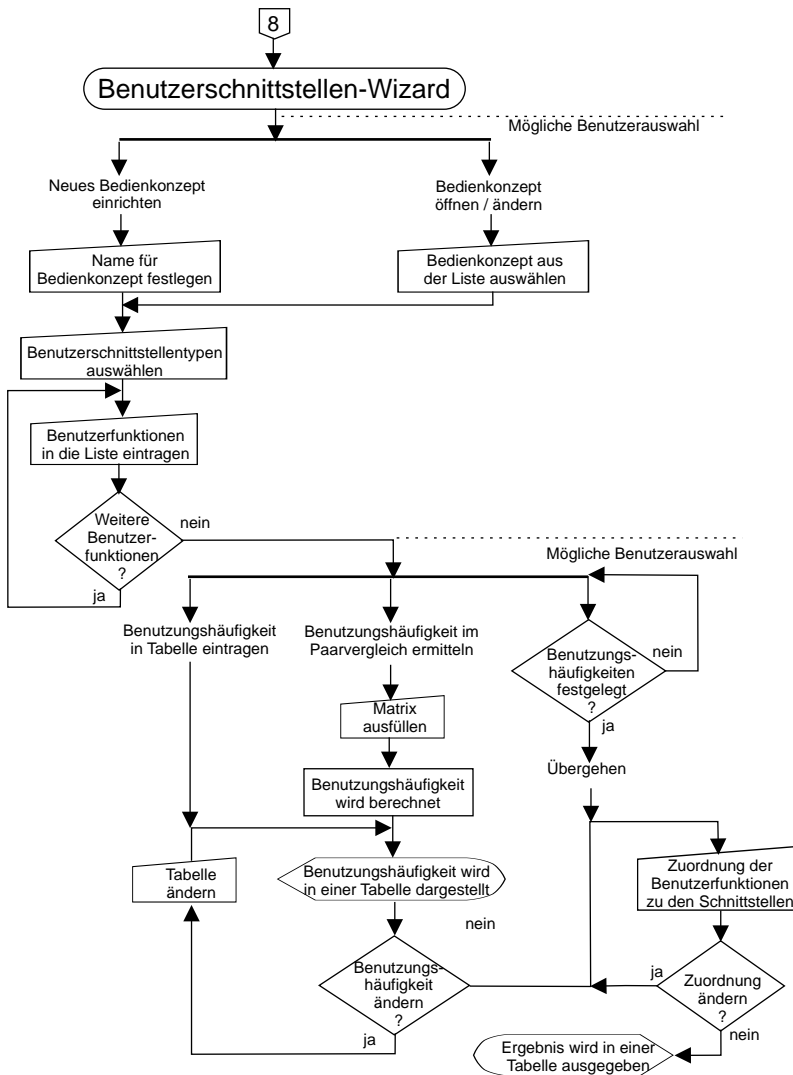 8
Benutzerschnittstellen-Wizard
Mögliche Benutzerauswahl
Neues Bedienkonzept
einrichten
Bedienkonzept
öffnen / ändern
Name für
Bedienkonzept festlegen
Bedienkonzept aus
der Liste auswählen
Benutzerschnittstellentypen
auswählen
Benutzerfunktionen
in die Liste eintragen
Weitere
Benutzer-
funktionen
?
nein
ja
Mögliche Benutzerauswahl
Benutzungshäufigkeit
in Tabelle eintragen
Benutzungshäufigkeit im
Paarvergleich ermitteln
Benutzungs-
häufigkeiten
festgelegt
?
nein
ja
Matrix
ausfüllen
Übergehen
Benutzungshäufigkeit
wird berechnet
Tabelle
ändern
Benutzungshäufigkeit wird
in einer Tabelle dargestellt
Zuordnung der
Benutzerfunktionen
zu den Schnittstellen
nein
Benutzungs-
häufigkeit
ändern
?
ja
ja
Zuordnung
ändern
?
nein
Ergebnis wird in einer
Tabelle ausgegeben